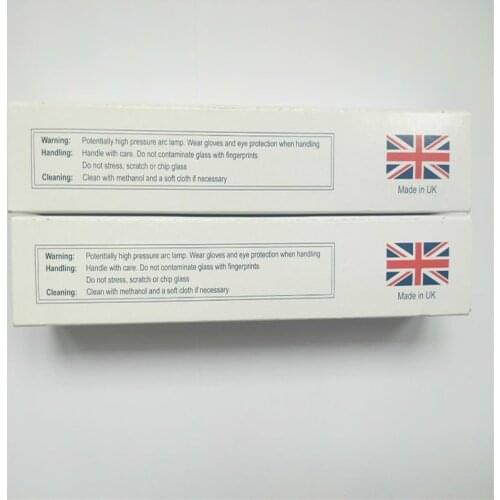 Warning: Potentially high pressure arc lamp. Wear gloves and eye protection when handling
Handling: Handle with care. Do not contaminate glass with fingerprints
Do not stress, scratch or chip glass
Cleaning: Clean with methanol and a soft cloth if necessary
Made in UK
Warning: Potentially high pressure arc lamp. Wear gloves and eye protection when handling
Handling: Handle with care. Do not contaminate glass with fingerprints
Do not stress, scratch or chip glass
Cleaning: Clean with methanol and a soft cloth if necessary
Made in UK